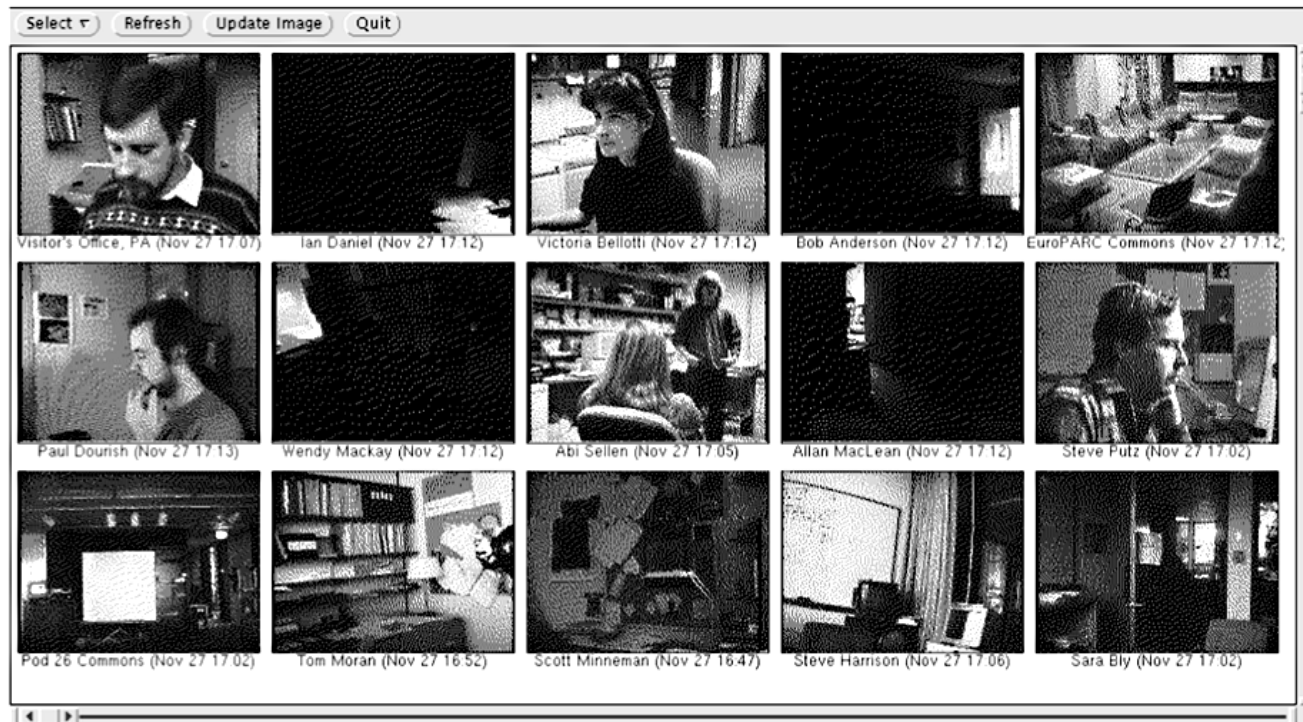 Select Refresh Update Image Quit
Visitor's Office, PA (Nov 27 17:07) Ian Daniel (Nov 27 17:12) Victoria Bellotti (Nov 27 17:12) Bob Anderson (Nov 27 17:12) EuroPARC Commons (Nov 27 17:12;
Paul Dourish (Nov 27 17:13) Wendy Mackay (Nov 27 17:12) Abi Sellen (Nov 27 17:05) Allan MacLean (Nov 27 17:12) Steve Putz (Nov 27 17:02)
Pod 26 Commons (Nov 27 17:02) Tom Moran (Nov 27 16:52) Scott Minneman (Nov 27 16:47) Steve Harrison (Nov 27 17:06) Sara Bly (Nov 27 17:02)